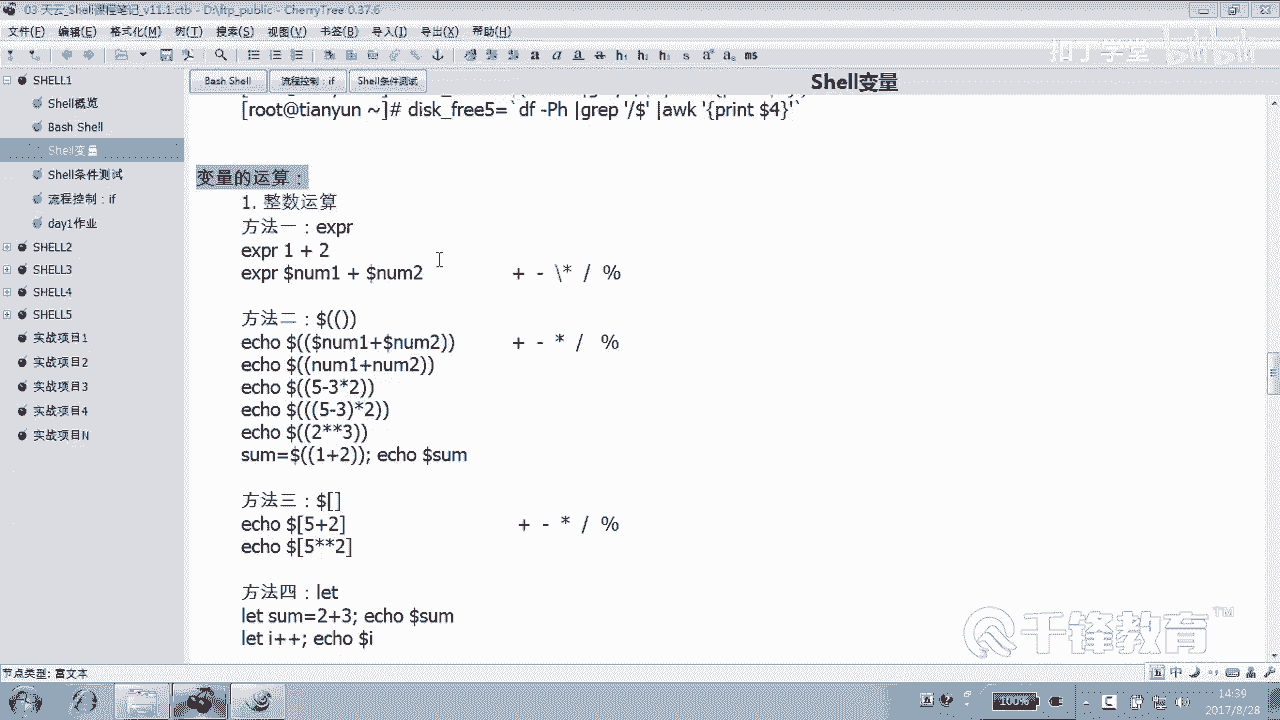 03 天云_Shell课程笔记_v11.1.ctb - D:\ftp_public - CherryTree 0.37.6
文件(F) 编辑(E) 格式化(M) 树(T) 搜索(S) 视图(V) 书签(B) 导入(I) 导出(X) 帮助(H)
扣丁学堂 bilibili
SHELL1
Shell概览
Bash Shell
Shell变量
Shell条件测试
流程控制：if
day1作业
SHELL2
SHELL3
SHELL4
SHELL5
实战项目1
实战项目2
实战项目3
实战项目4
实战项目N
Bash Shell 流程控制：if Shell条件测试
Shell变量
[root@tianyun ~]# disk_free5=`df -Ph |grep '/$' |awk '{print $4}'`
变量的运算：
1. 整数运算
方法一：expr
expr 1 + 2
expr $num1 + $num2 + - \* / %
方法二：$(())
echo $(($num1+$num2)) + - * / %
echo $((num1+num2))
echo $((5-3*2))
echo $(((5-3)*2))
echo $((2**3))
sum=$((1+2)); echo $sum
方法三：$[]
echo $[5+2] + - * / %
echo $[5**2]
方法四：let
let sum=2+3; echo $sum
let i++; echo $i
千锋教育 TM
节点类型: 富文本
100%
14:39
2017/8/28